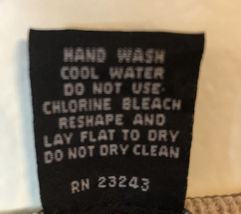 HAND WASH
COOL WATER
DO NOT USE
CHLORINE BLEACH
RESHAPE AND
LAY FLAT TO DRY
DO NOT DRY CLEAN
RN 23243